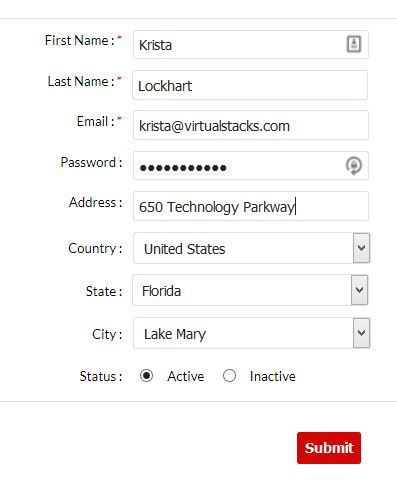 First Name :* Krista
Last Name :* Lockhart
Email :* krista@virtualstacks.com
Password : •••••••••••
Address : 650 Technology Parkway
Country : United States
State : Florida
City : Lake Mary
Status : Active Inactive
Submit